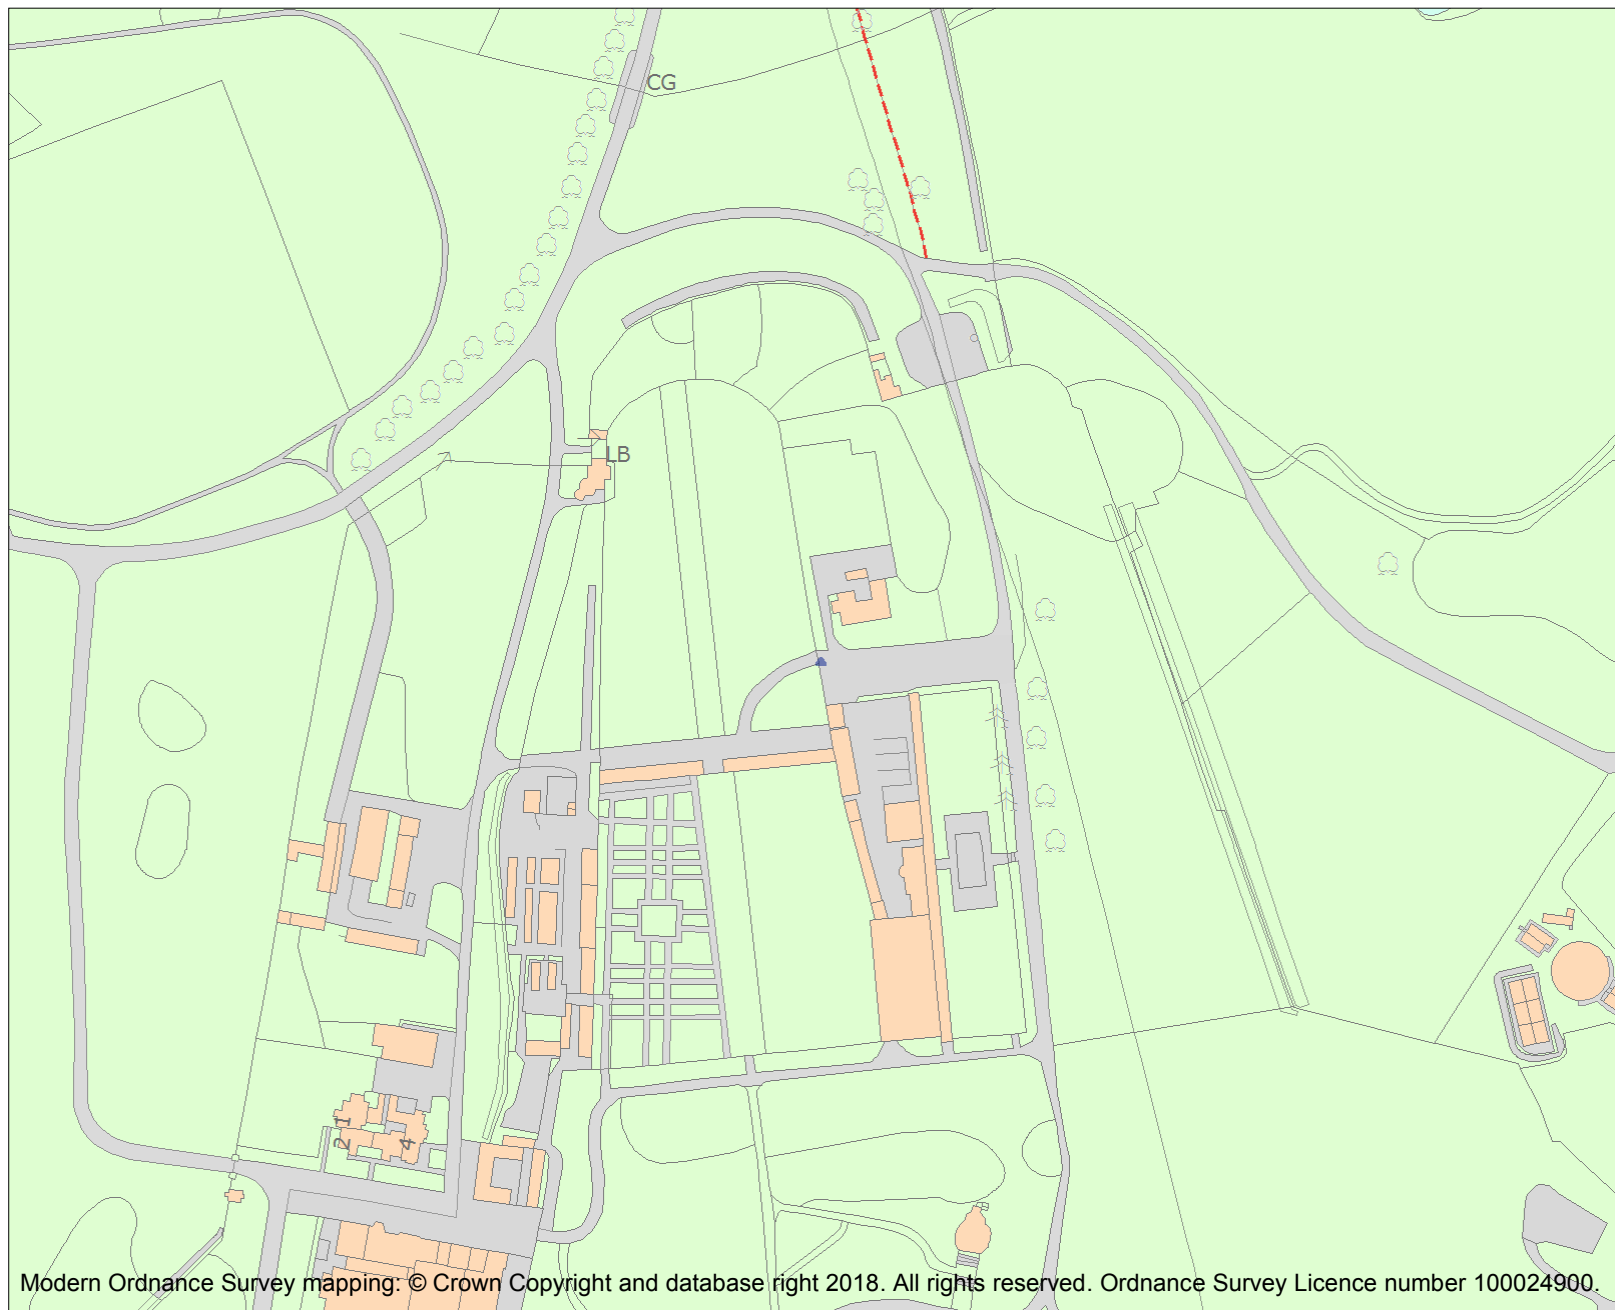 CG
LB
1
2
4
Modern Ordnance Survey mapping: © Crown Copyright and database right 2018. All rights reserved. Ordnance Survey Licence number 100024900.